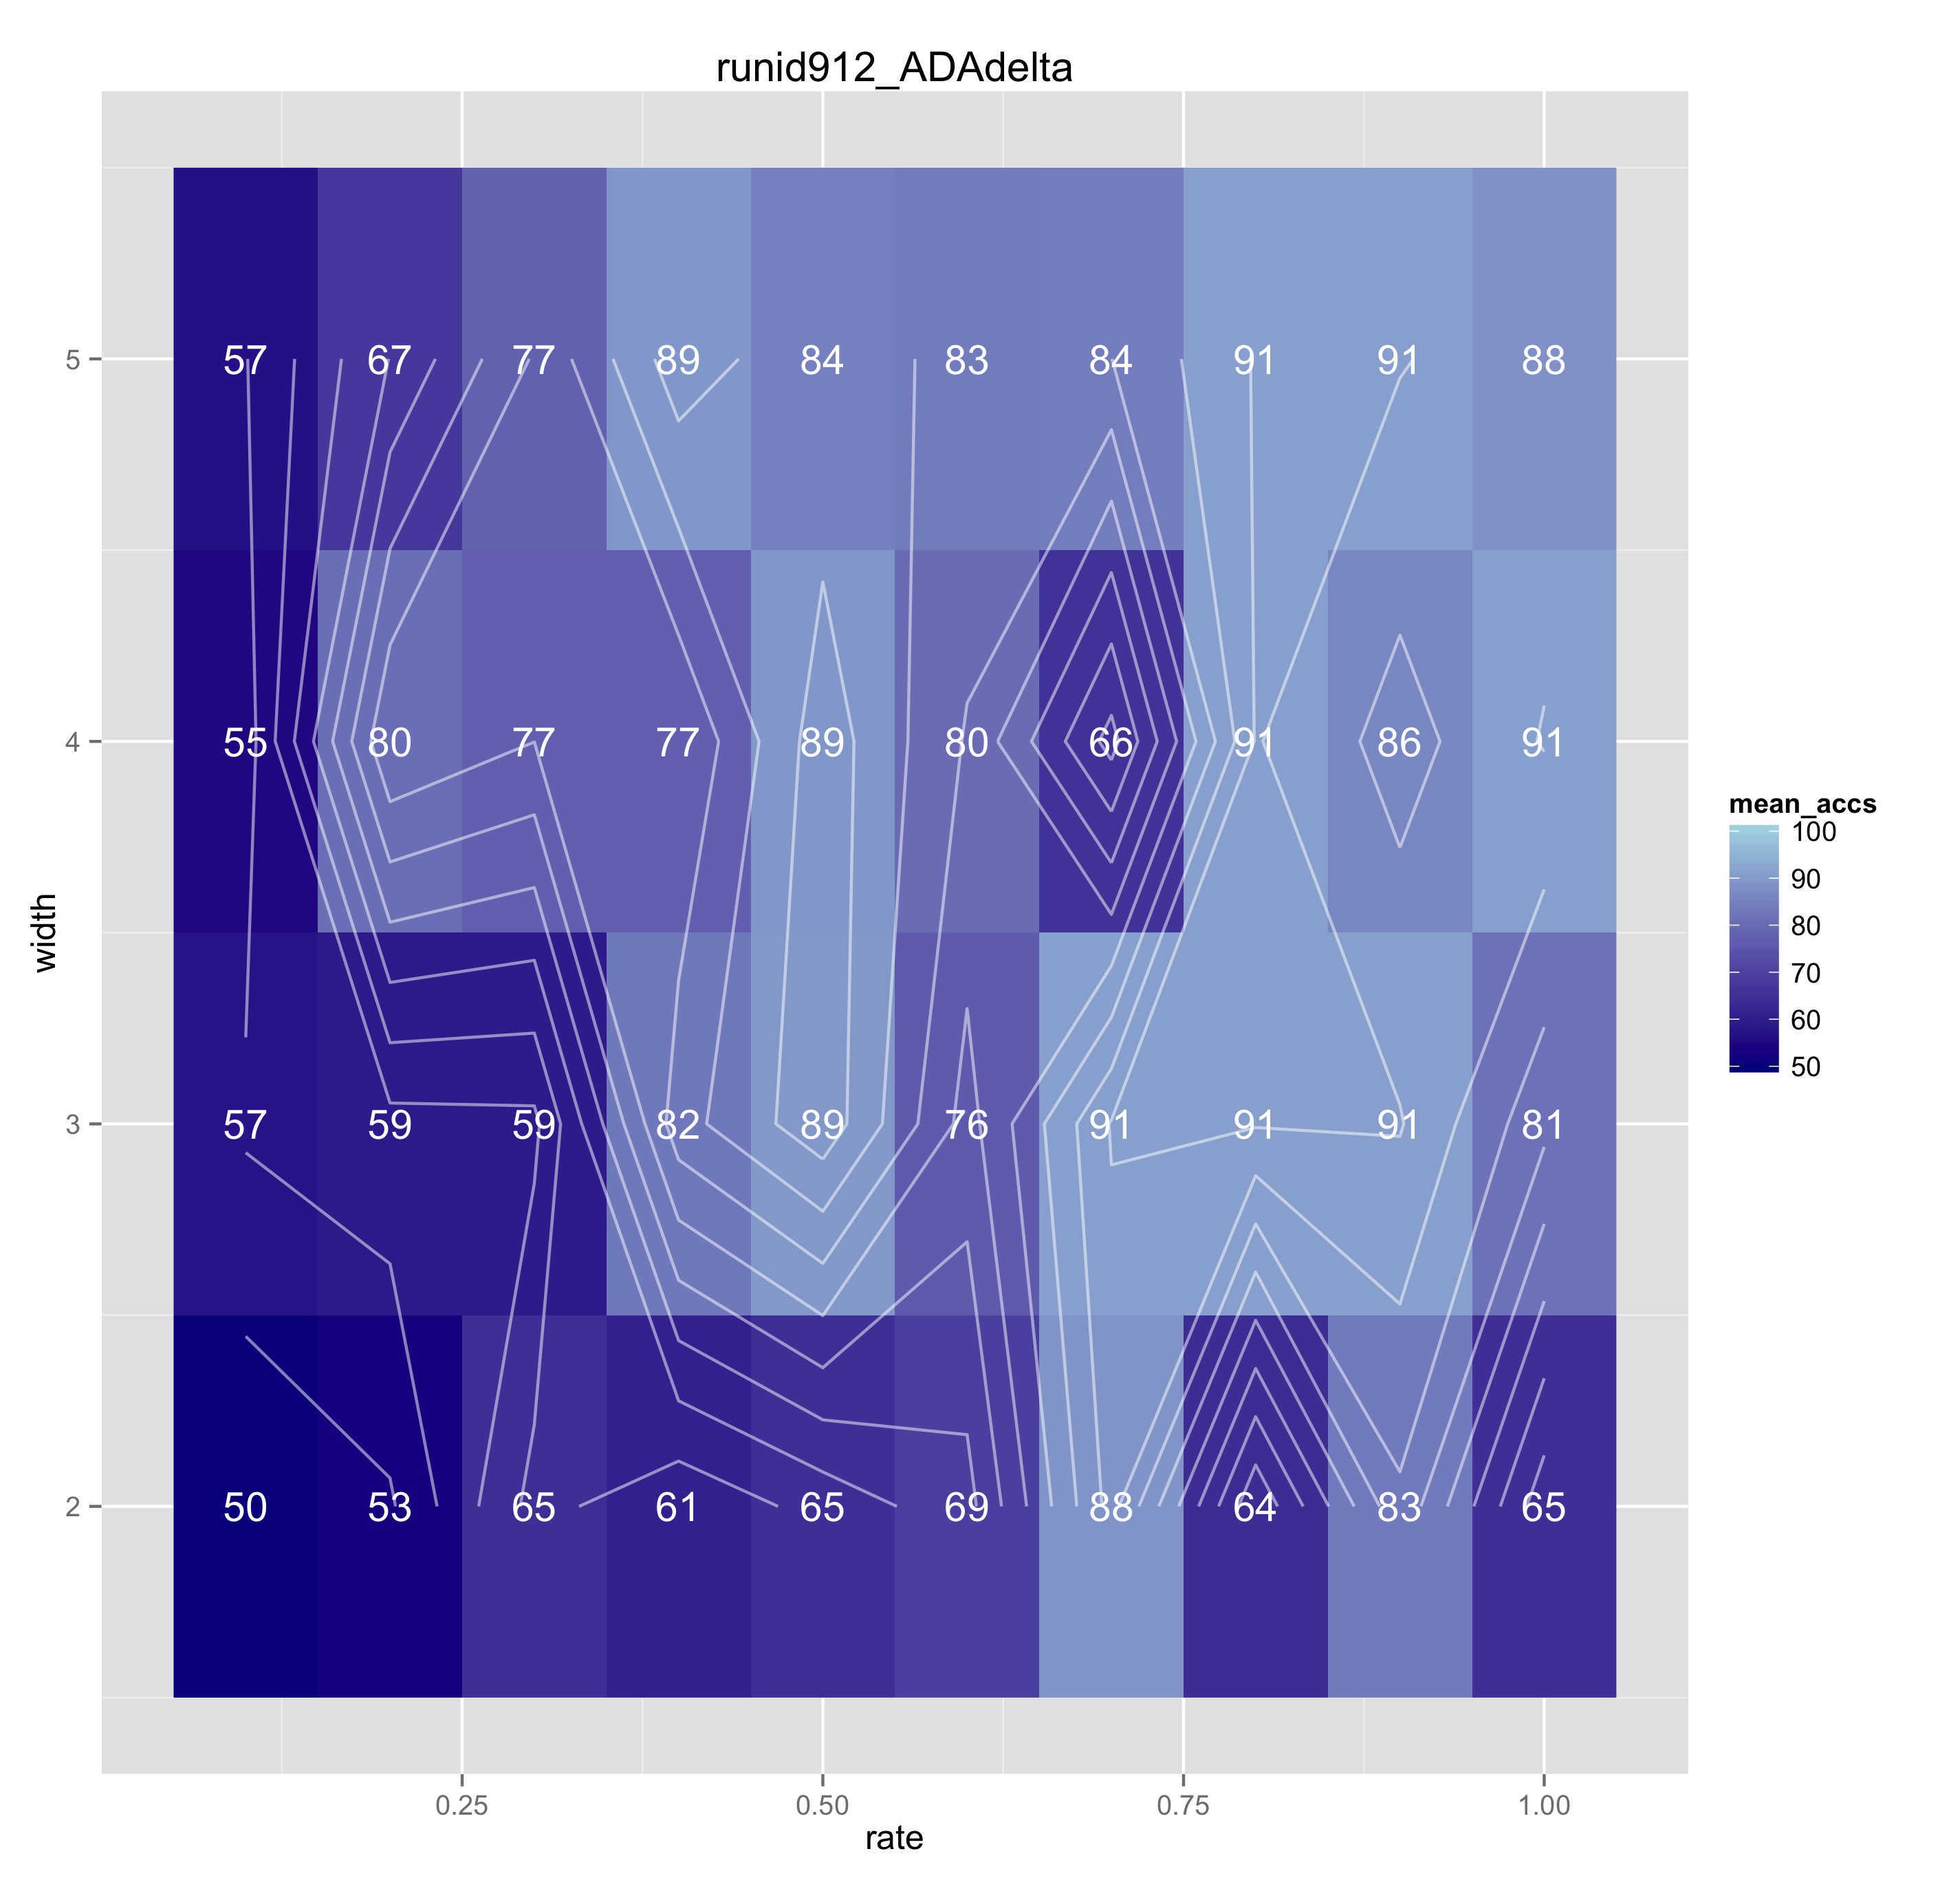 runid912_ADAdelta
width
5
57 67 77 89 84 83 84 91 91 88
4
55 80 77 77 89 80 66 91 86 91
3
57 59 59 82 89 76 91 91 91 81
2
50 53 65 61 65 69 88 64 83 65
0.25 0.50 0.75 1.00
rate
mean_accs
100
90
80
70
60
50